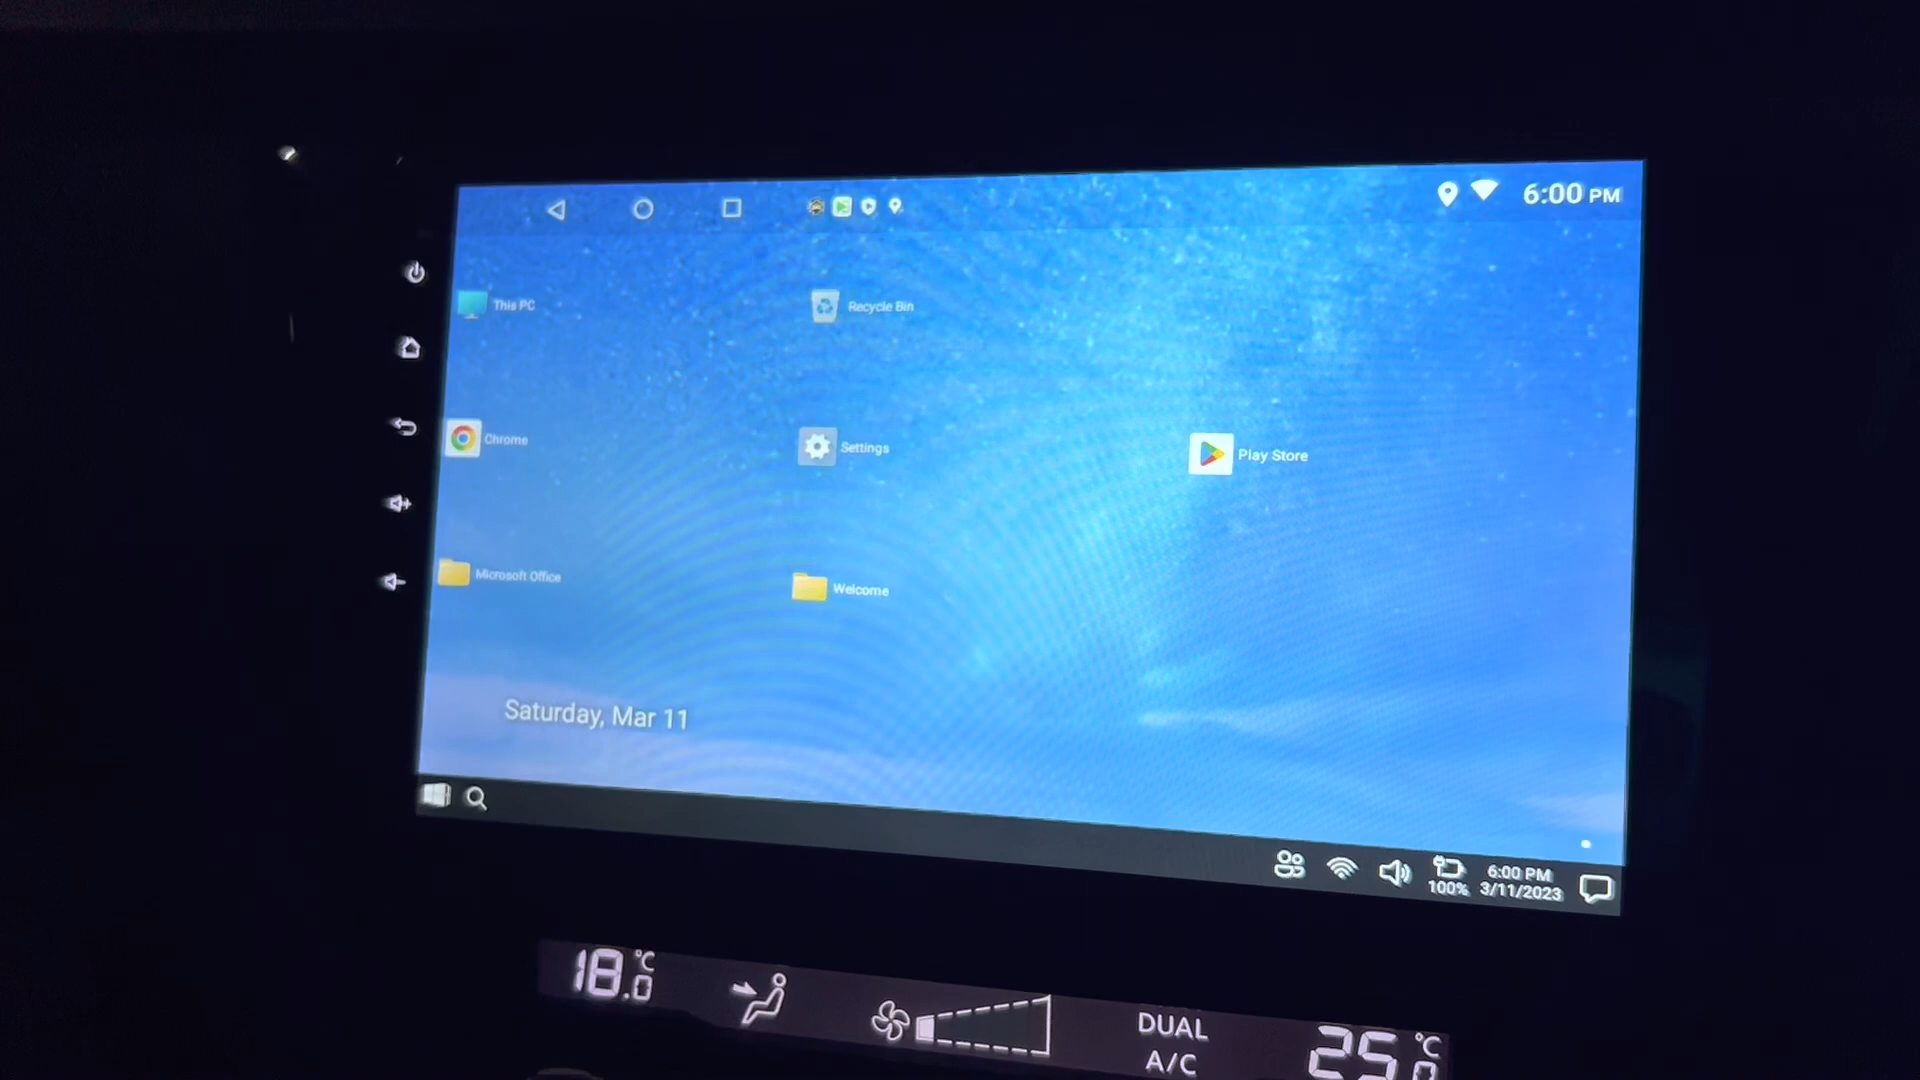 6:00 PM
This PC
Recycle Bin
Chrome
Settings
Play Store
Microsoft Office
Welcome
Saturday, Mar 11
100%
6:00 PM
3/11/2023
18.0 °C
DUAL
A/C
25.0 °C